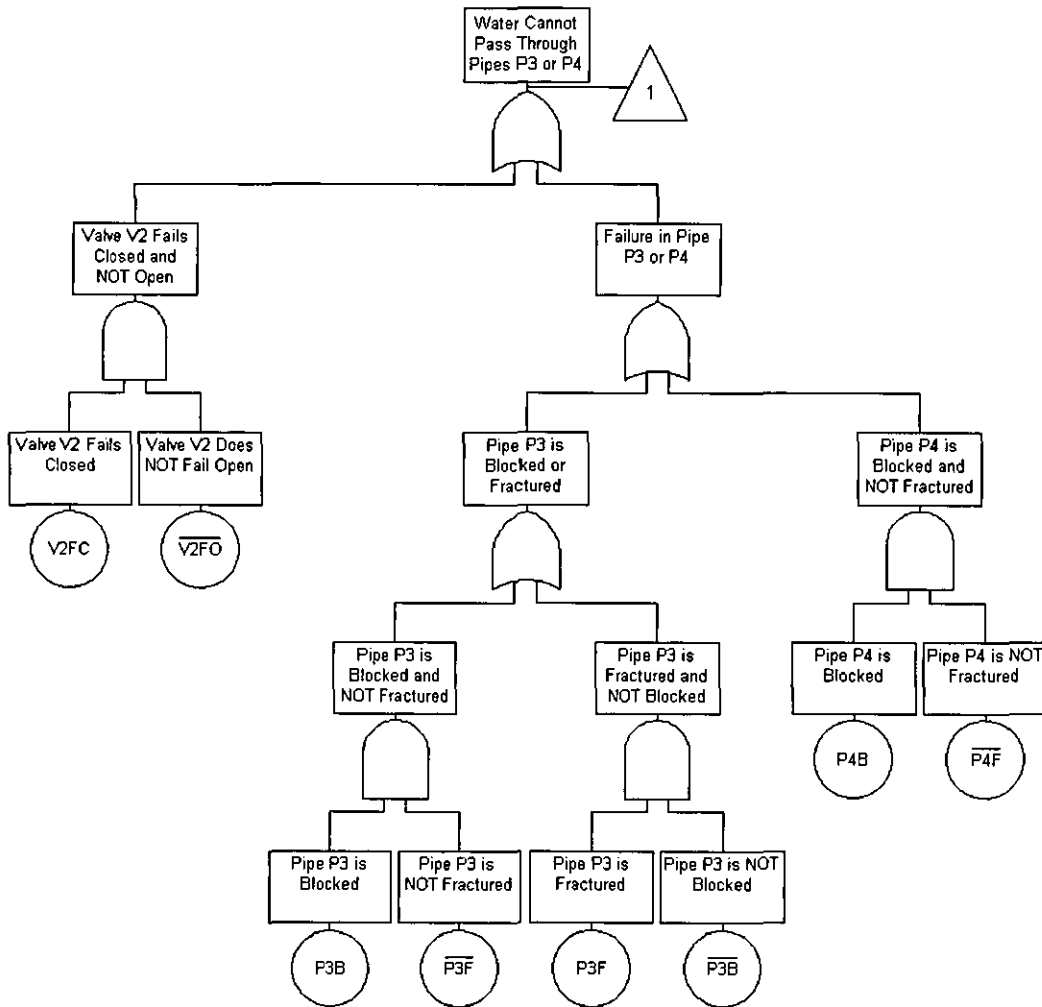 Water Cannot
Pass Through
Pipes P3 or P4
1
Valve V2 Fails
Closed and
NOT Open
Failure in Pipe
P3 or P4
Valve V2 Fails
Closed
Valve V2 Does
NOT Fail Open
Pipe P3 is
Blocked or
Fractured
Pipe P4 is
Blocked and
NOT Fractured
V2FC
V̅2̅F̅O̅
Pipe P3 is
Blocked and
NOT Fractured
Pipe P3 is
Fractured and
NOT Blocked
Pipe P4 is
Blocked
Pipe P4 is NOT
Fractured
P4B
P̅4̅F̅
Pipe P3 is
Blocked
Pipe P3 is
NOT Fractured
Pipe P3 is
Fractured
Pipe P3 is NOT
Blocked
P3B
P̅3̅F̅
P3F
P̅3̅B̅